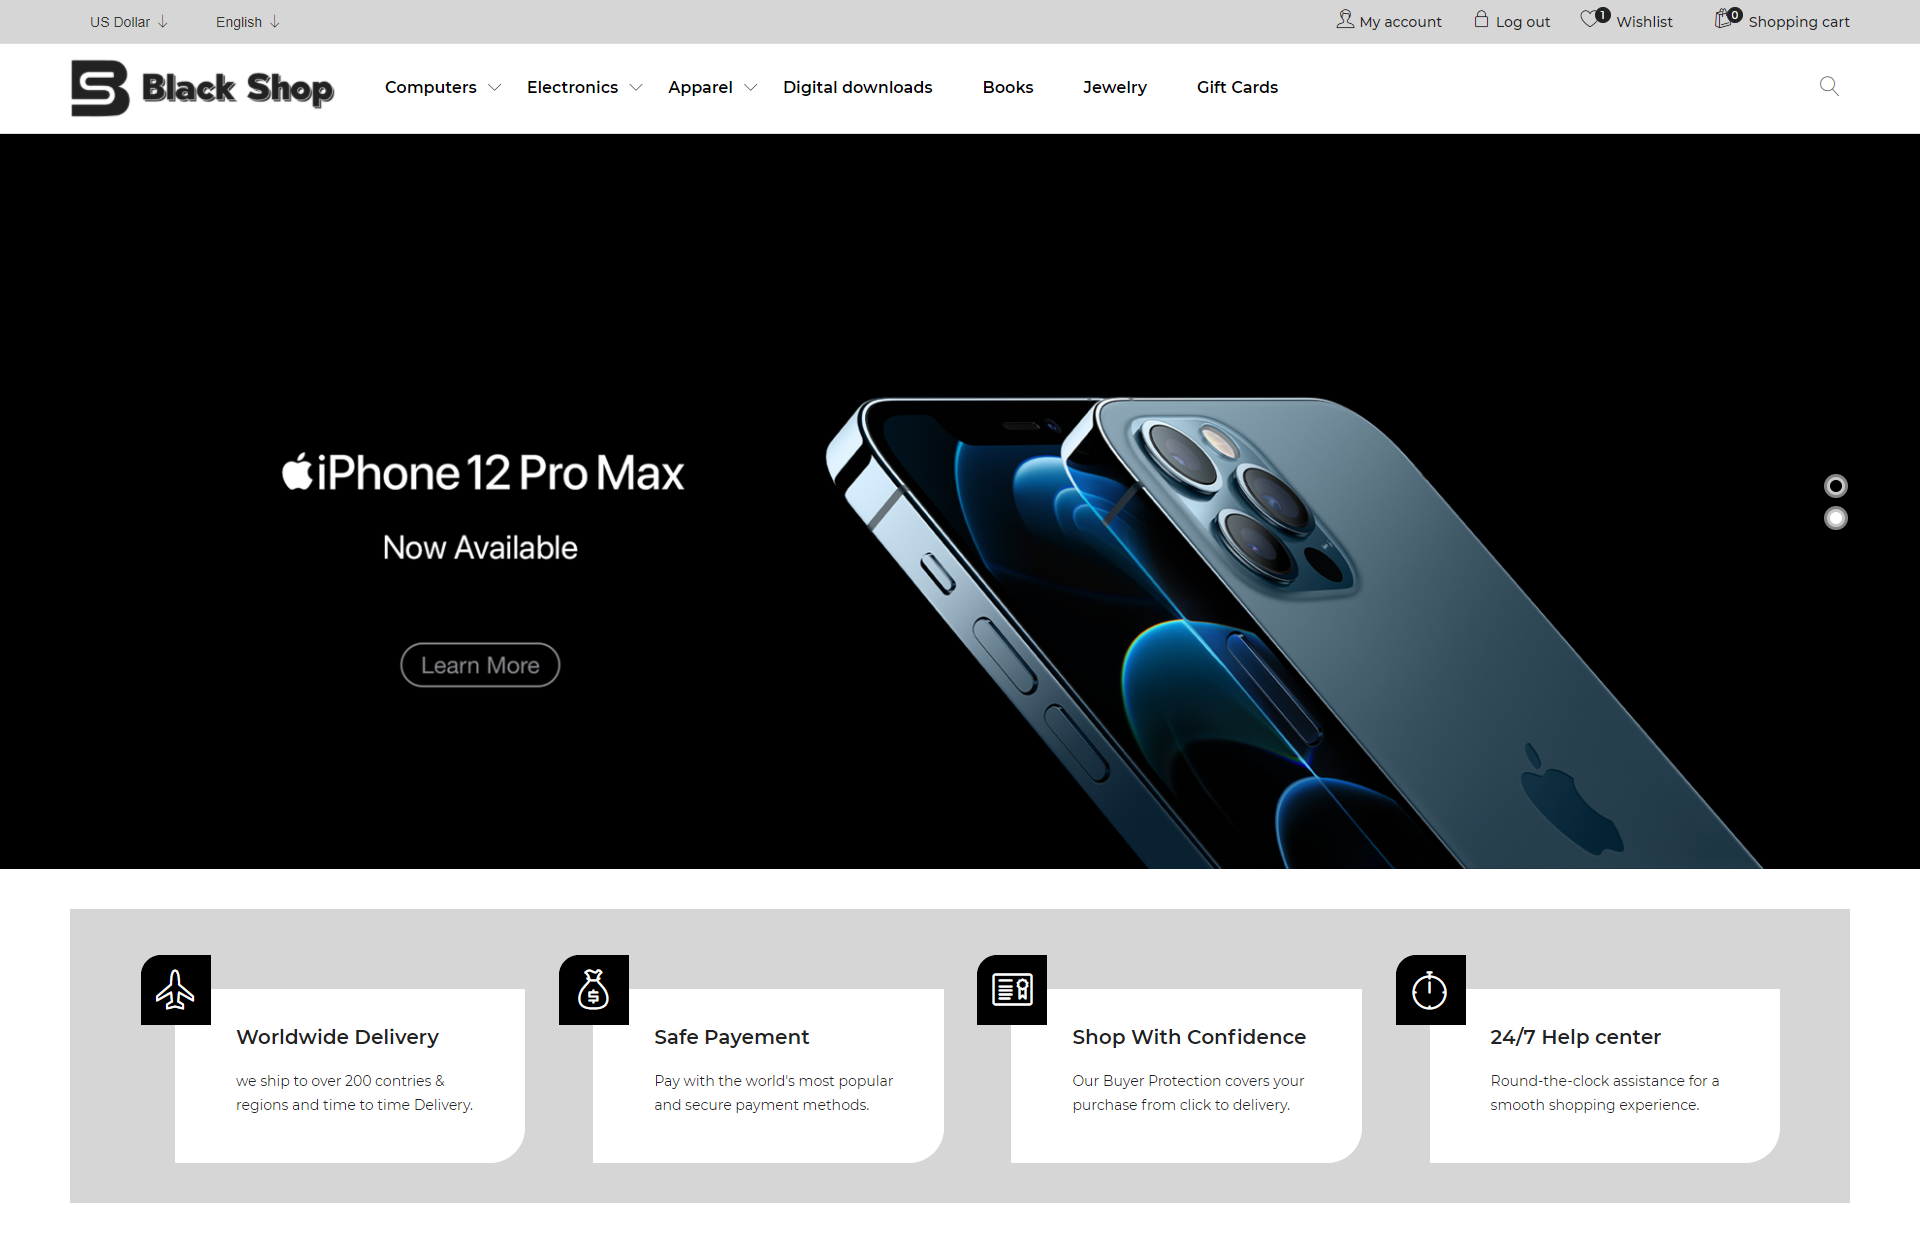 US Dollar
English
My account
Log out
1
Wishlist
0
Shopping cart
Black Shop
Computers
Electronics
Apparel
Digital downloads
Books
Jewelry
Gift Cards
iPhone 12 Pro Max
Now Available
Learn More
Worldwide Delivery
we ship to over 200 contries &
regions and time to time Delivery.
Safe Payement
Pay with the world's most popular
and secure payment methods.
Shop With Confidence
Our Buyer Protection covers your
purchase from click to delivery.
24/7 Help center
Round-the-clock assistance for a
smooth shopping experience.